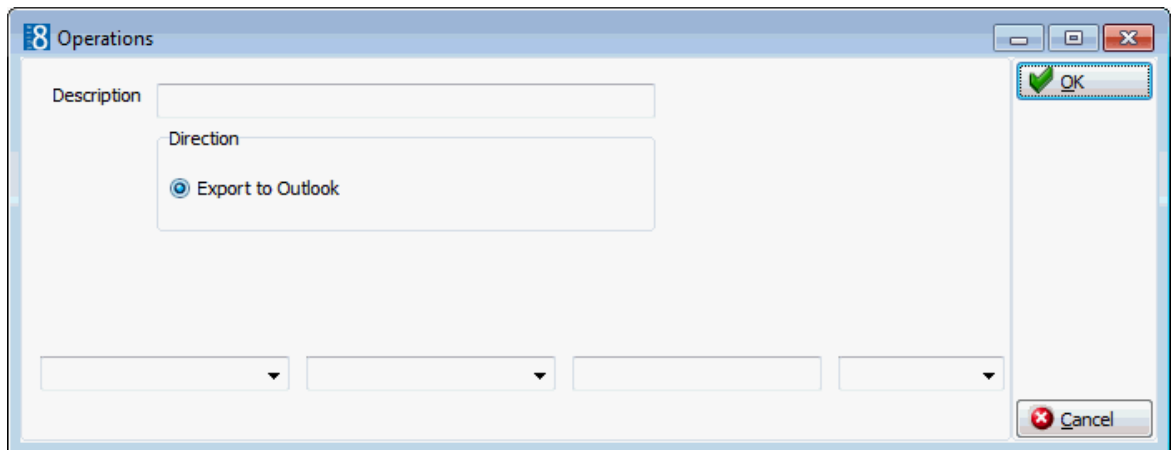 8 Operations
Description
OK
Direction
Export to Outlook
Cancel